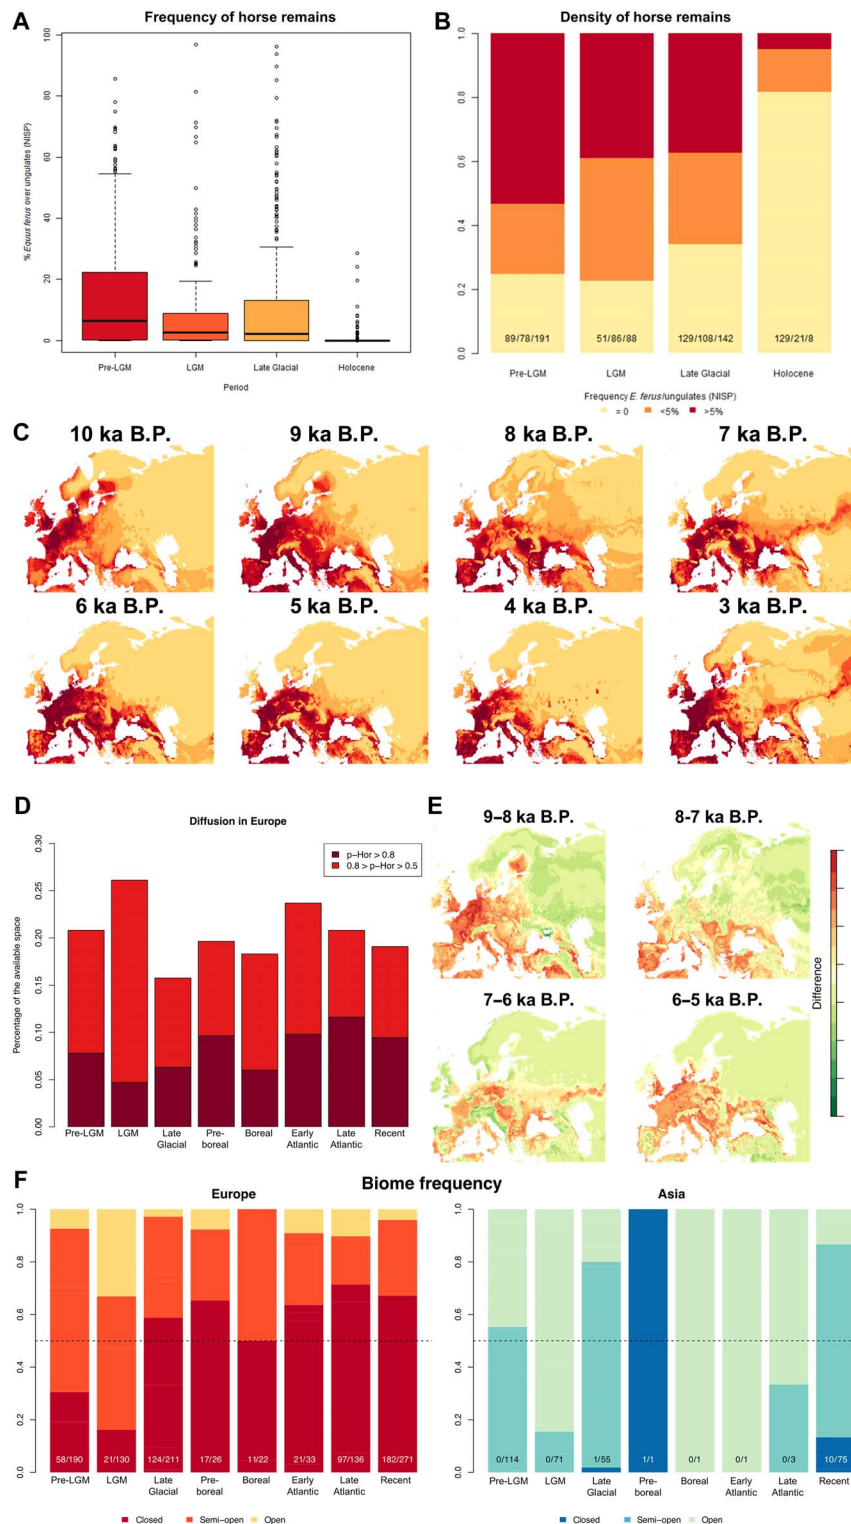 A
Frequency of horse remains
% Equus ferus over ungulates (NISP)
100
80
60
40
20
0
Pre-LGM LGM Late Glacial Holocene
Period
B
Density of horse remains
1.0
0.8
0.6
0.4
0.2
0.0
89/78/191 51/86/88 129/108/142 129/21/8
Pre-LGM LGM Late Glacial Holocene
Frequency E. ferus/ungulates (NISP)
= 0 <5% >5%
C
10 ka B.P. 9 ka B.P. 8 ka B.P. 7 ka B.P.
6 ka B.P. 5 ka B.P. 4 ka B.P. 3 ka B.P.
D
Diffusion in Europe
Percentage of the available space
0.30
0.25
0.20
0.15
0.10
0.05
0.00
p−Hor > 0.8
0.8 > p−Hor > 0.5
Pre-LGM LGM Late Glacial Pre-boreal Boreal Early Atlantic Late Atlantic Recent
E
9–8 ka B.P. 8-7 ka B.P.
7–6 ka B.P. 6–5 ka B.P.
Difference
F
Biome frequency
Europe
1.0
0.8
0.6
0.4
0.2
0.0
58/190 21/130 124/211 17/26 11/22 21/33 97/136 182/271
Pre-LGM LGM Late Glacial Pre-boreal Boreal Early Atlantic Late Atlantic Recent
Closed Semi-open Open
Asia
1.0
0.8
0.6
0.4
0.2
0.0
0/114 0/71 1/55 1/1 0/1 0/1 0/3 10/75
Pre-LGM LGM Late Glacial Pre-boreal Boreal Early Atlantic Late Atlantic Recent
Closed Semi-open Open